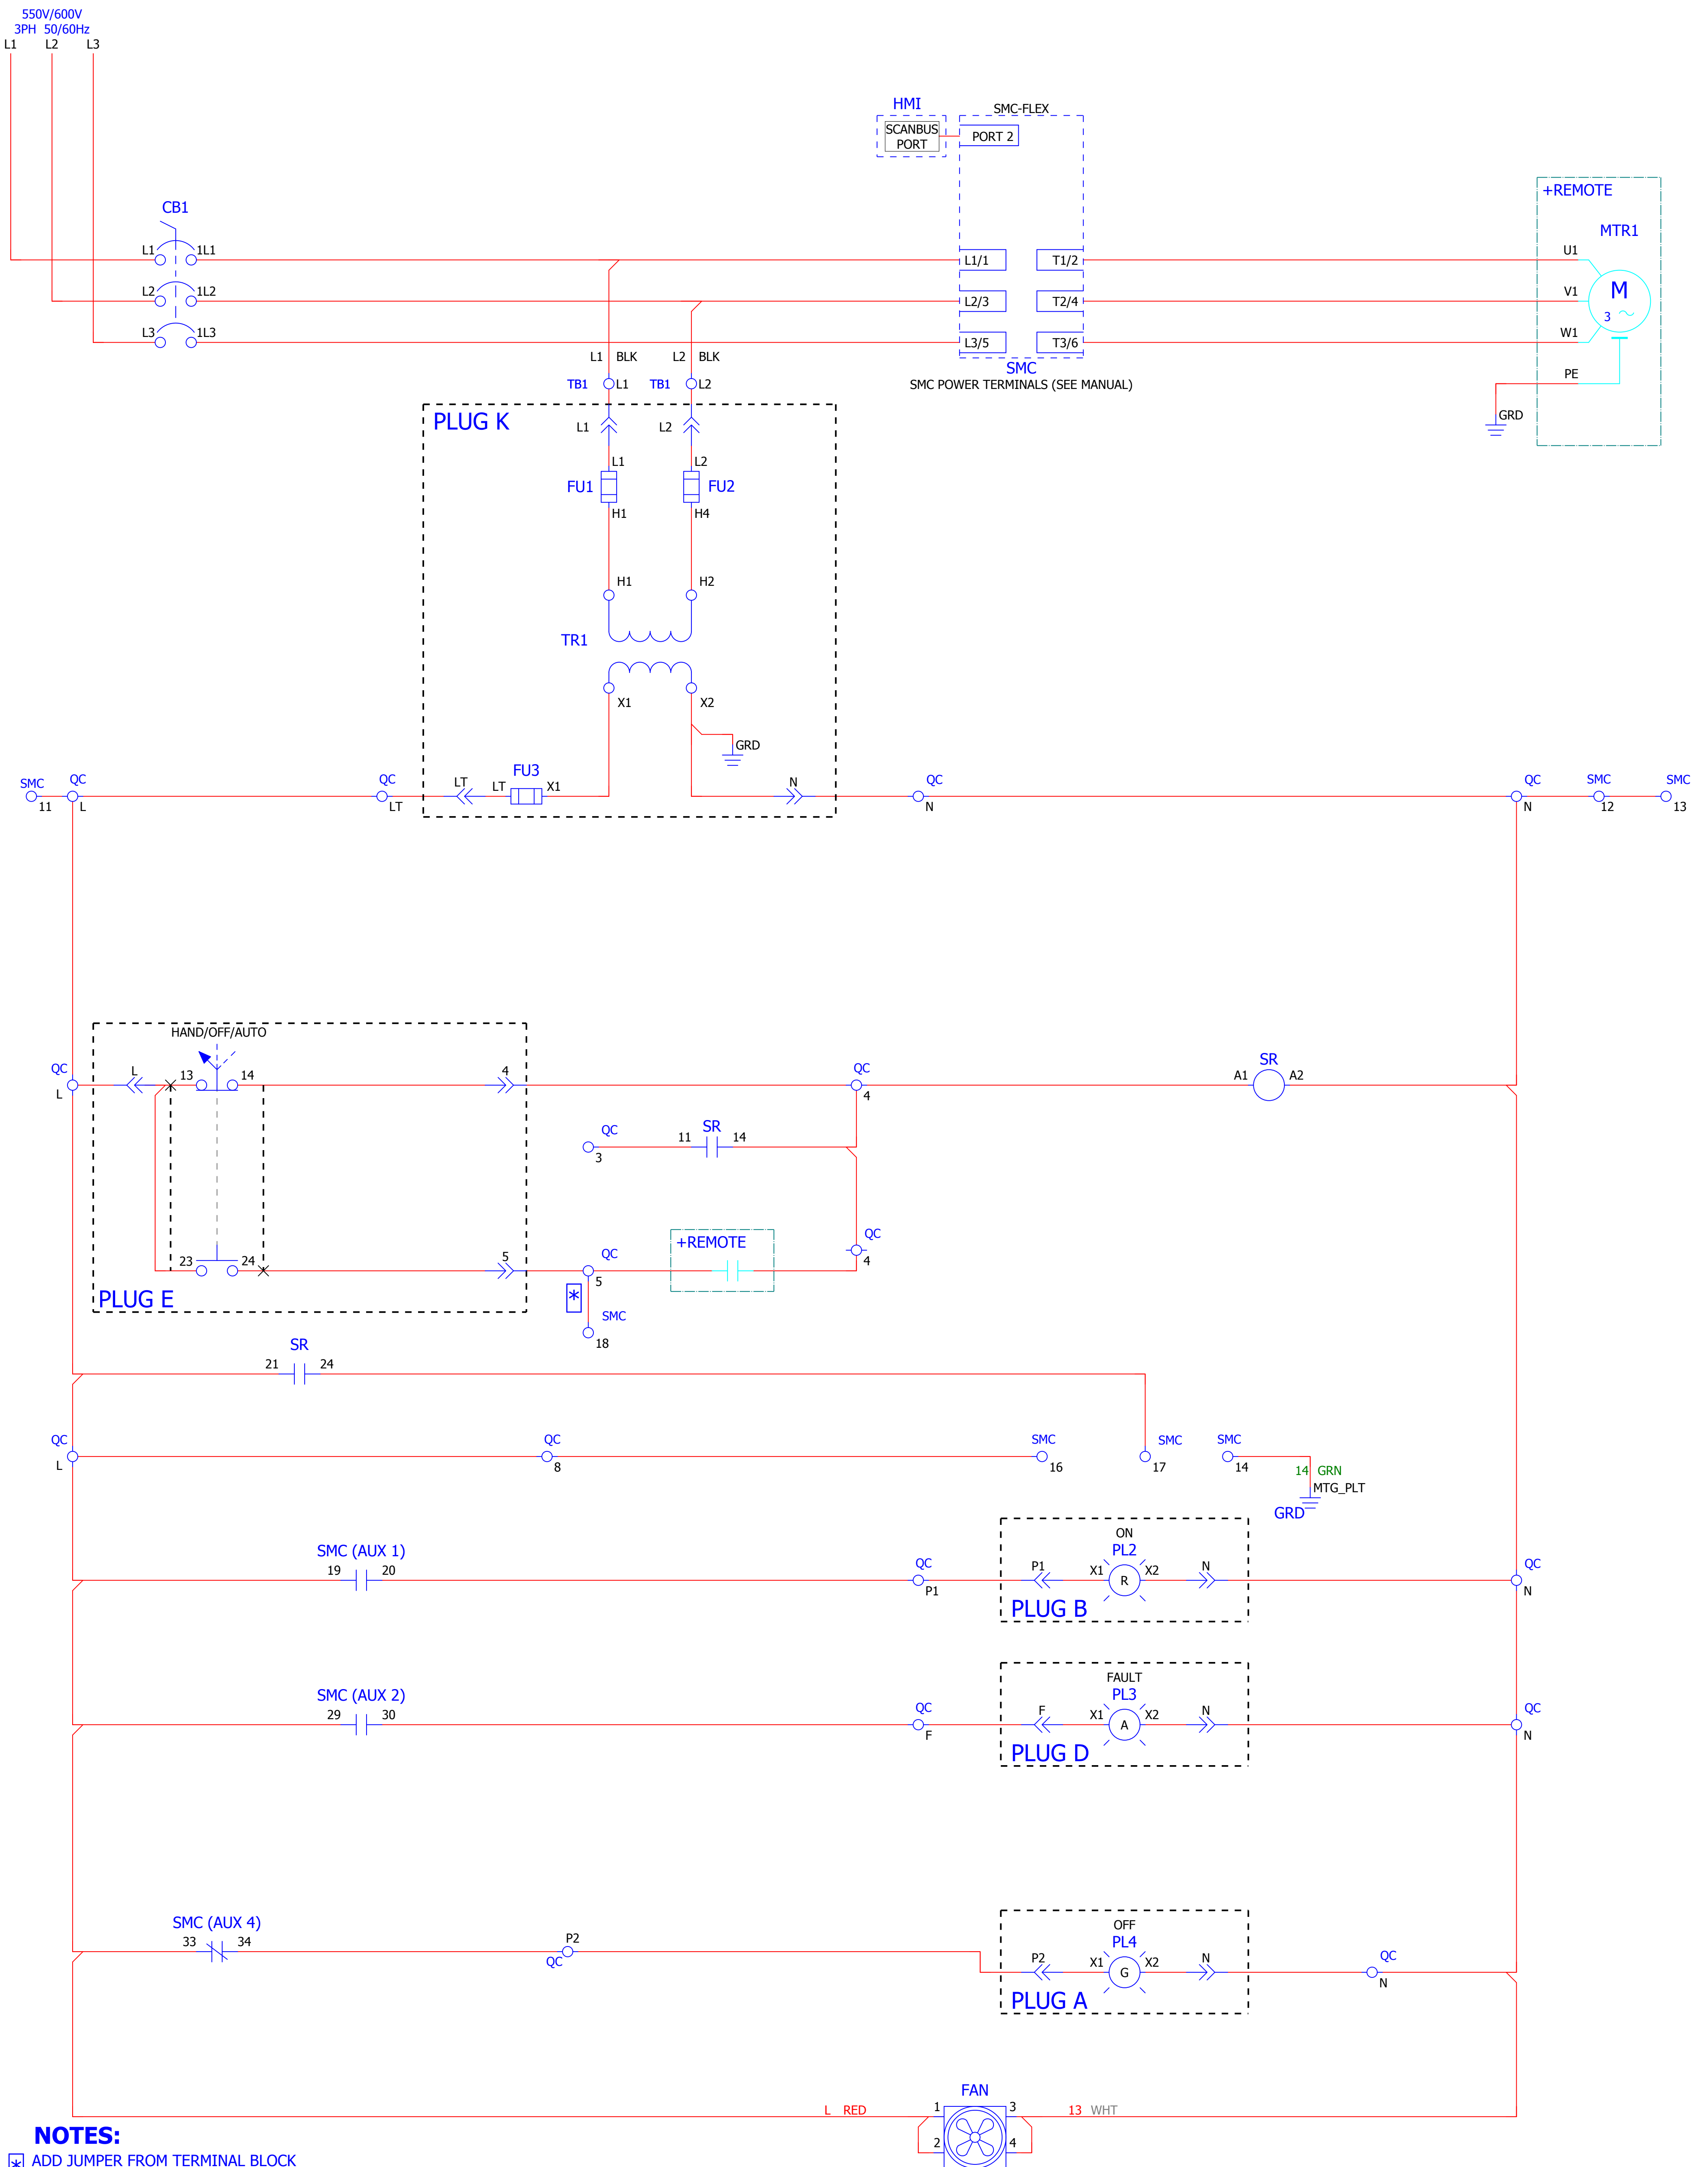 550V/600V
3PH 50/60Hz
L1 L2 L3
HMI
SMC-FLEX
SCANBUS
PORT
PORT 2
+REMOTE
CB1
MTR1
L1 1L1
L1/1 T1/2
U1
L2 1L2
L2/3 T2/4
V1
M
3
L3 1L3
L3/5 T3/6
W1
L1 BLK L2 BLK
SMC
SMC POWER TERMINALS (SEE MANUAL)
PE
TB1 L1 TB1 L2
GRD
PLUG K
L1 L2
L1 L2
FU1 FU2
H1 H4
H1 H2
TR1
X1 X2
GRD
SMC QC QC LT LT FU3 X1 N QC QC SMC SMC
11 L LT N N 12 13
HAND/OFF/AUTO
QC L 13 14 4 QC SR
L 4 A1 A2
QC 11 SR 14
3
+REMOTE
QC
4
23 24 5 QC
5
PLUG E
*
SMC
18
SR
21 24
QC QC SMC SMC SMC
L 8 16 17 14
14 GRN
MTG_PLT
GRD
ON
SMC (AUX 1) PL2
19 20 QC P1 X1 R X2 N QC
P1 N
PLUG B
FAULT
SMC (AUX 2) PL3
29 30 QC F X1 A X2 N QC
F N
PLUG D
OFF
SMC (AUX 4) PL4
33 34 P2
QC
P2 X1 G X2 N QC
N
PLUG A
FAN
L RED 1 3 13 WHT
2 4
NOTES:
* ADD JUMPER FROM TERMINAL BLOCK